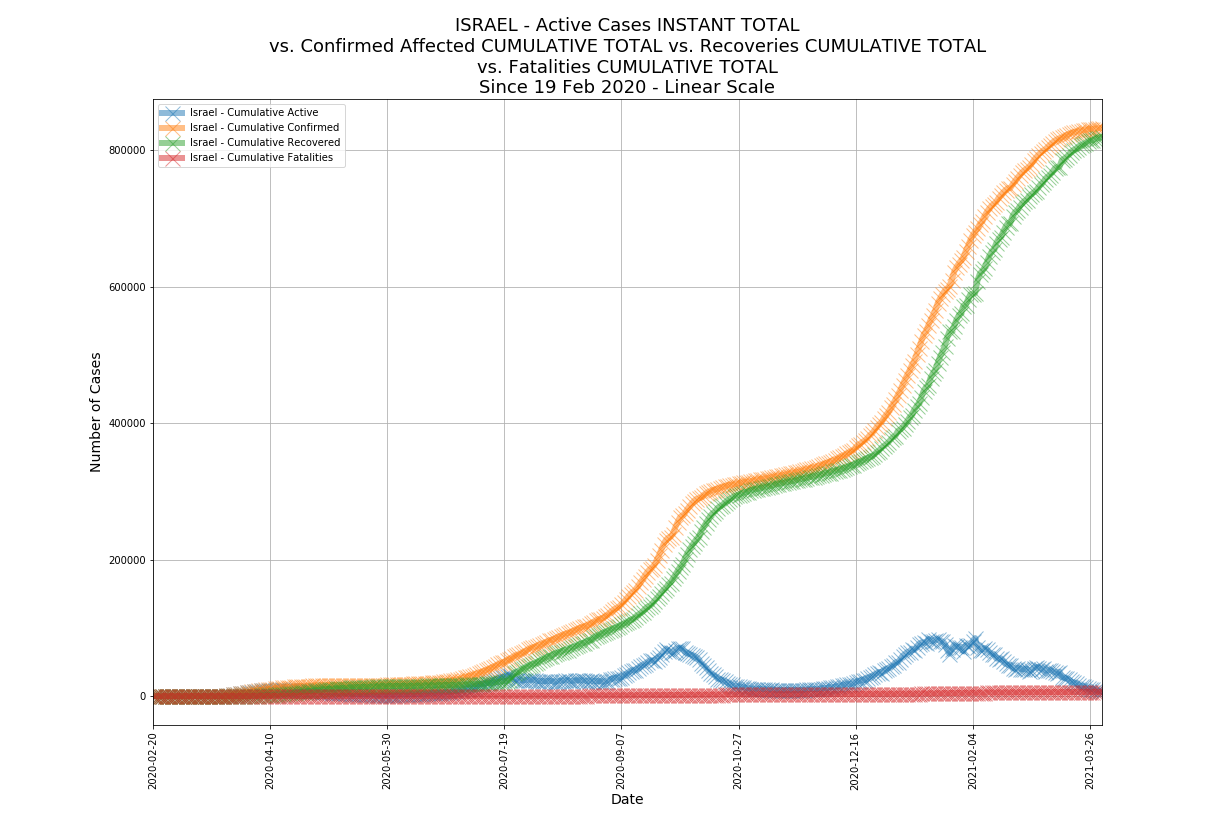 ISRAEL - Active Cases INSTANT TOTAL
vs. Confirmed Affected CUMULATIVE TOTAL vs. Recoveries CUMULATIVE TOTAL
vs. Fatalities CUMULATIVE TOTAL
Since 19 Feb 2020 - Linear Scale
Israel - Cumulative Active
Israel - Cumulative Confirmed
Israel - Cumulative Recovered
Israel - Cumulative Fatalities
Number of Cases
800000
600000
400000
200000
0
2020-02-20
2020-04-10
2020-05-30
2020-07-19
2020-09-07
2020-10-27
2020-12-16
2021-02-04
2021-03-26
Date